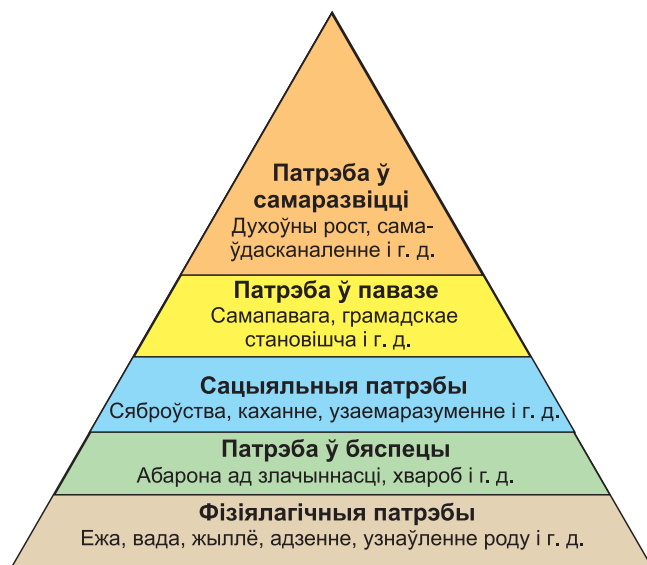 Патрэба ў
самаразвіцці
Духоўны рост, сама-
ўдасканаленне і г. д.
Патрэба ў павазе
Самапавага, грамадскае
становішча і г. д.
Сацыяльныя патрэбы
Сяброўства, каханне, узаемаразуменне і г. д.
Патрэба ў бяспецы
Абарона ад злачыннасці, хвароб і г. д.
Фізіялагічныя патрэбы
Ежа, вада, жыллё, адзенне, узнаўленне роду і г. д.